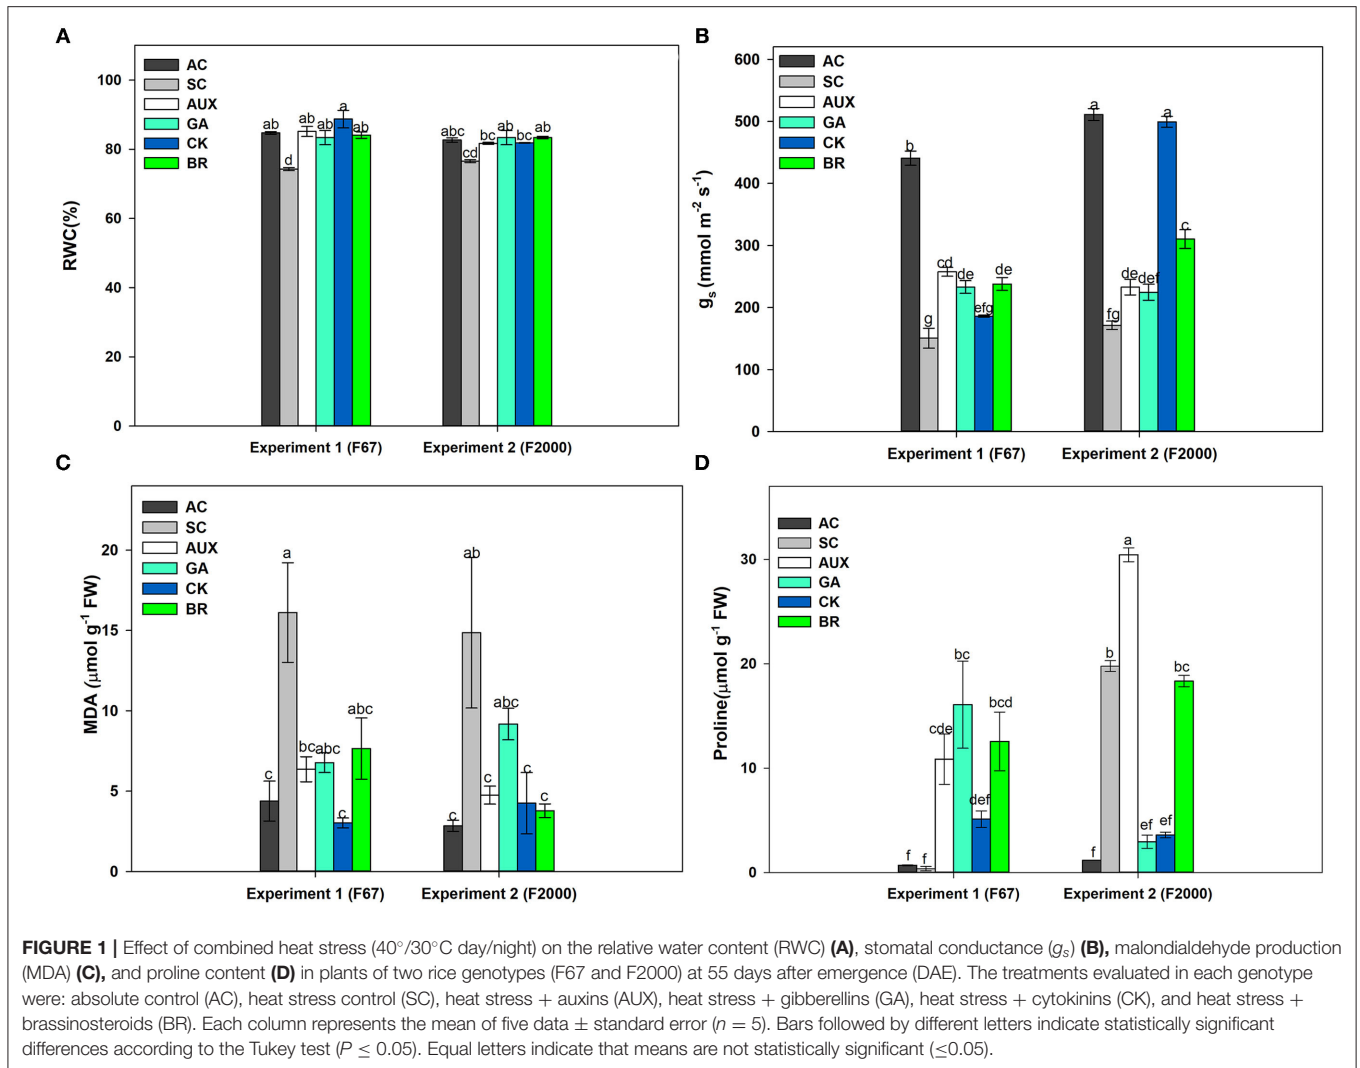 A
AC
SC
AUX
GA
CK
BR
RWC(%)
100
80
60
40
20
0
ab
d
ab
ab
a
ab
abc
cd
bc
ab
bc
ab
Experiment 1 (F67)
Experiment 2 (F2000)
B
AC
SC
AUX
GA
CK
BR
gs (mmol m-2 s-1)
600
500
400
300
200
100
0
b
g
cd
de
efg
de
a
fg
de
def
a
c
Experiment 1 (F67)
Experiment 2 (F2000)
C
AC
SC
AUX
GA
CK
BR
MDA (μmol g-1 FW)
20
15
10
5
0
c
a
bc
abc
c
abc
c
ab
c
abc
c
c
Experiment 1 (F67)
Experiment 2 (F2000)
D
AC
SC
AUX
GA
CK
BR
Proline(μmol g-1 FW)
30
20
10
0
f
f
cde
bc
def
bcd
f
b
a
ef
ef
bc
Experiment 1 (F67)
Experiment 2 (F2000)
FIGURE 1 | Effect of combined heat stress (40°/30°C day/night) on the relative water content (RWC) (A), stomatal conductance (gs) (B), malondialdehyde production
(MDA) (C), and proline content (D) in plants of two rice genotypes (F67 and F2000) at 55 days after emergence (DAE). The treatments evaluated in each genotype
were: absolute control (AC), heat stress control (SC), heat stress + auxins (AUX), heat stress + gibberellins (GA), heat stress + cytokinins (CK), and heat stress +
brassinosteroids (BR). Each column represents the mean of five data ± standard error (n = 5). Bars followed by different letters indicate statistically significant
differences according to the Tukey test (P ≤ 0.05). Equal letters indicate that means are not statistically significant (≤0.05).